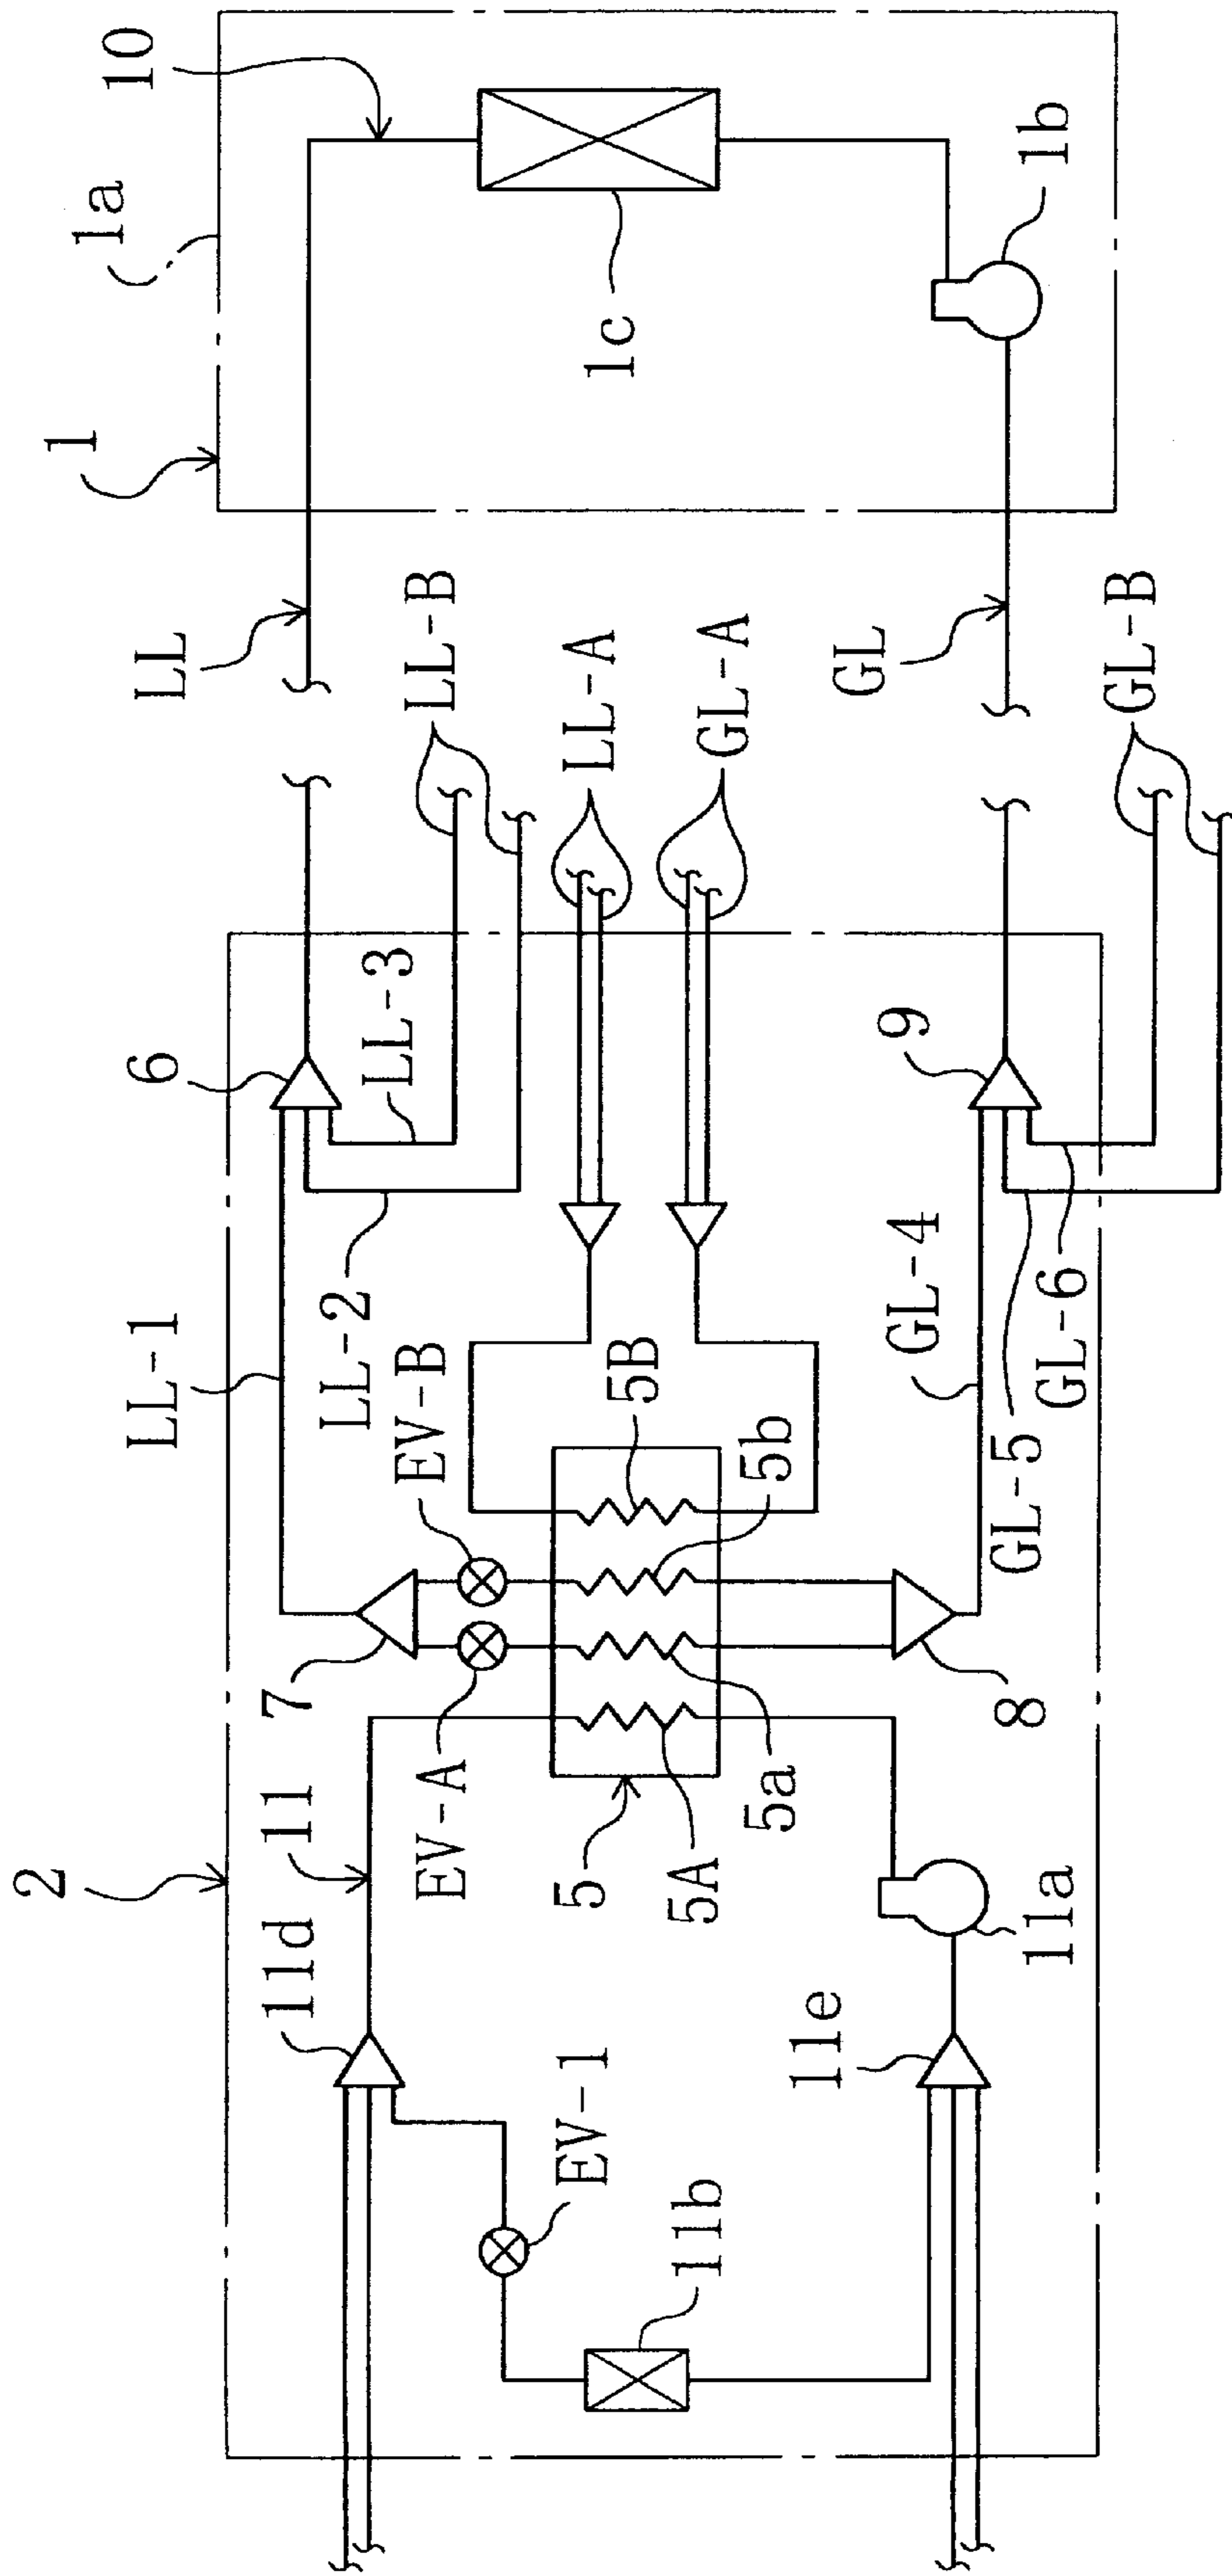 1
1a
10
1c
1b
LL
LL-B
LL-A
GL-A
GL
GL-B
2
6
LL-3
LL-1
LL-2
9
GL-4
GL-6
GL-5
EV-B
5B
5b
7
EV-A
5
5A
5a
8
11
11d
11a
11e
EV-1
11b